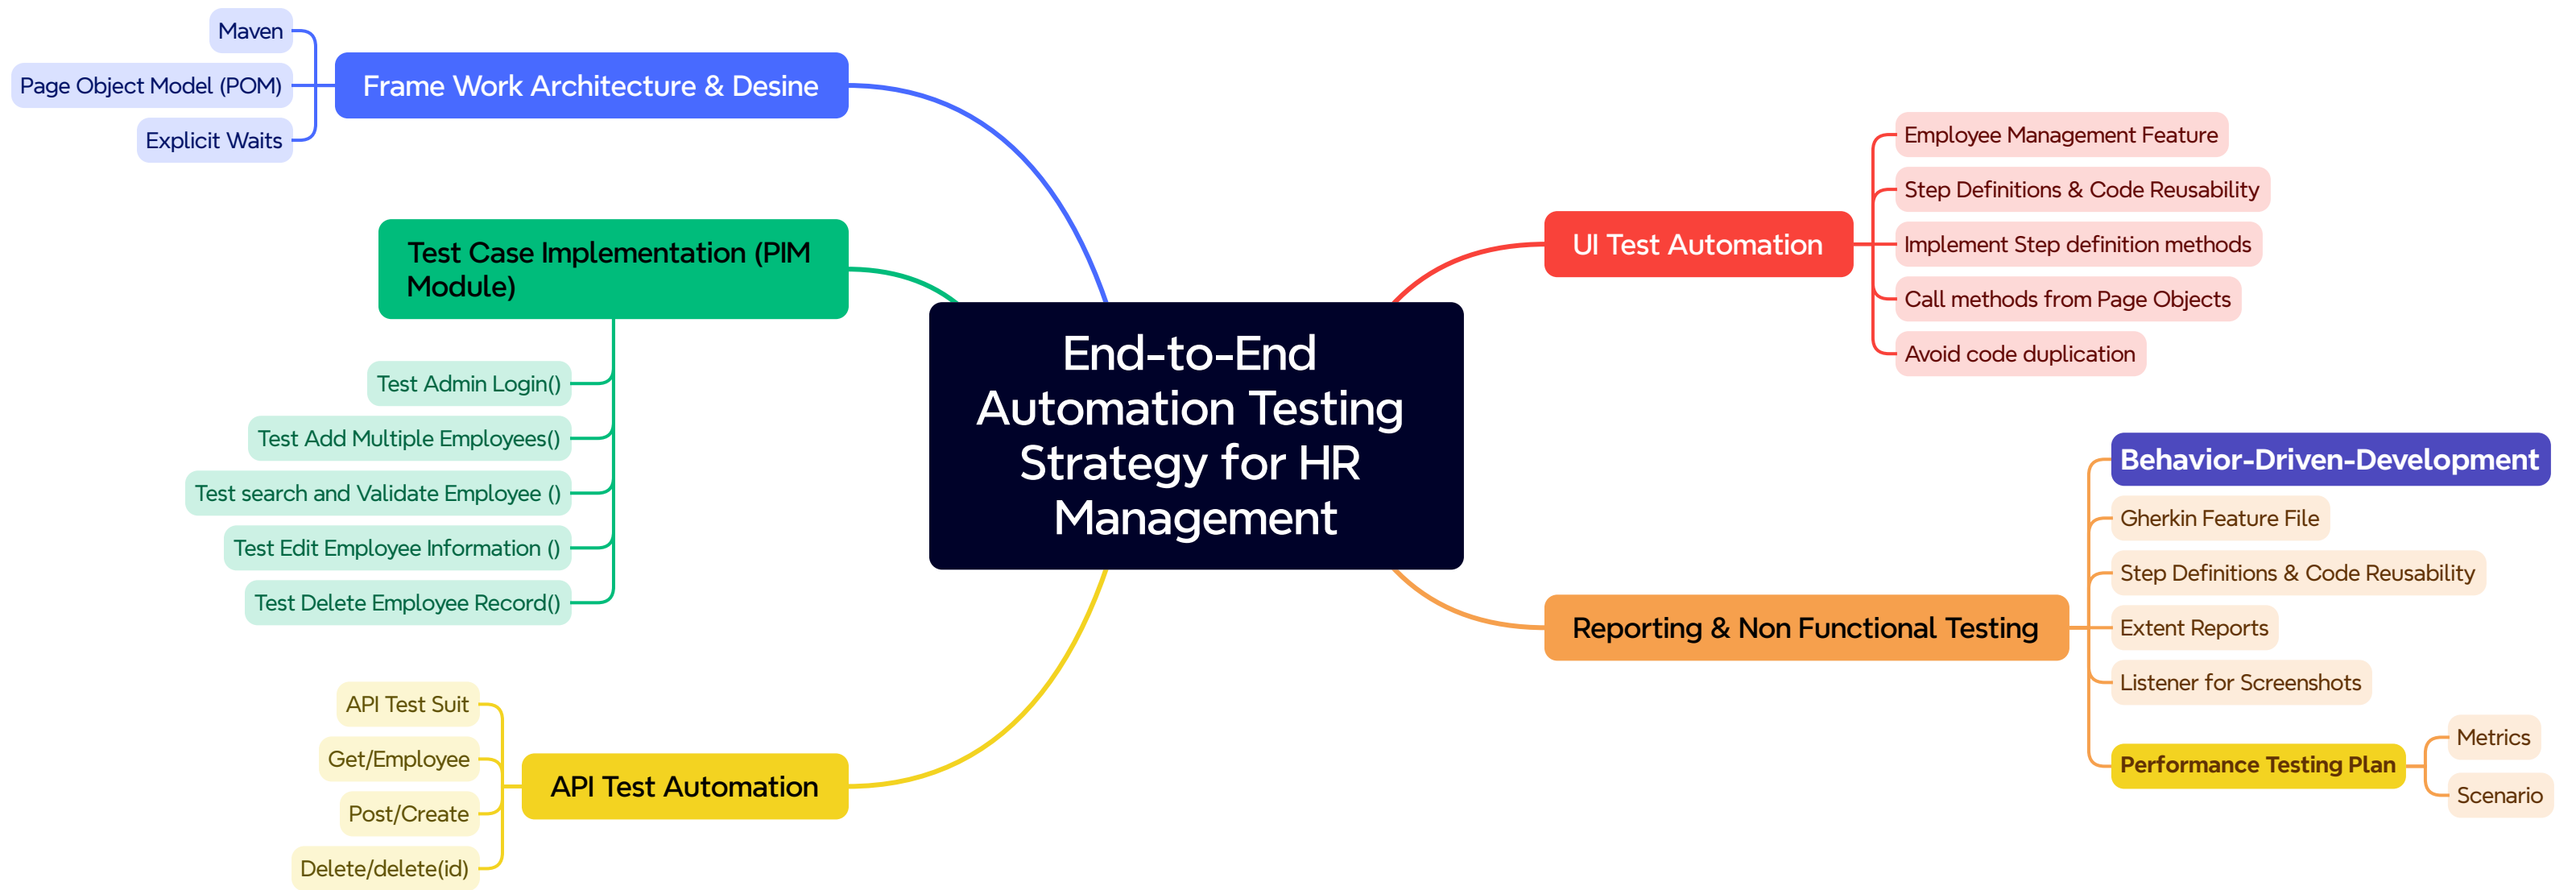 End-to-End
Automation Testing
Strategy for HR
Management
Frame Work Architecture & Desine
Maven
Page Object Model (POM)
Explicit Waits
Test Case Implementation (PIM
Module)
Test Admin Login()
Test Add Multiple Employees()
Test search and Validate Employee ()
Test Edit Employee Information ()
Test Delete Employee Record()
API Test Automation
API Test Suit
Get/Employee
Post/Create
Delete/delete(id)
UI Test Automation
Employee Management Feature
Step Definitions & Code Reusability
Implement Step definition methods
Call methods from Page Objects
Avoid code duplication
Reporting & Non Functional Testing
Behavior-Driven-Development
Gherkin Feature File
Step Definitions & Code Reusability
Extent Reports
Listener for Screenshots
Performance Testing Plan
Metrics
Scenario